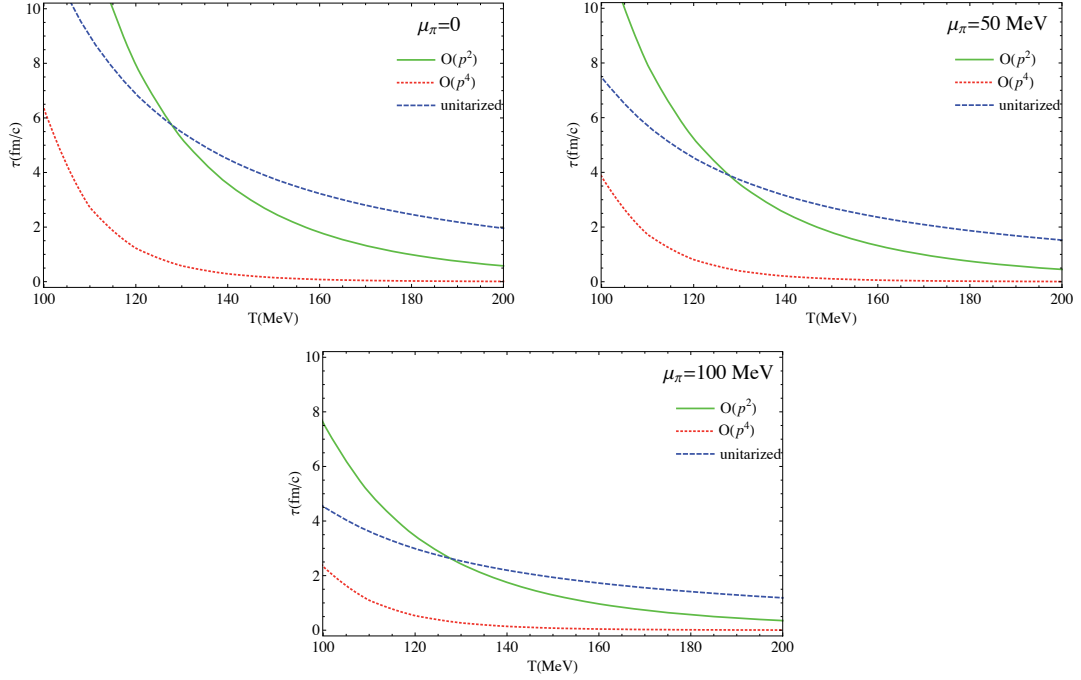 μπ=0
O(p²)
O(p⁴)
unitarized
τ(fm/c)
10
8
6
4
2
0
100 120 140 160 180 200
T(MeV)
μπ=50 MeV
O(p²)
O(p⁴)
unitarized
τ(fm/c)
10
8
6
4
2
0
100 120 140 160 180 200
T(MeV)
μπ=100 MeV
O(p²)
O(p⁴)
unitarized
τ(fm/c)
10
8
6
4
2
0
100 120 140 160 180 200
T(MeV)